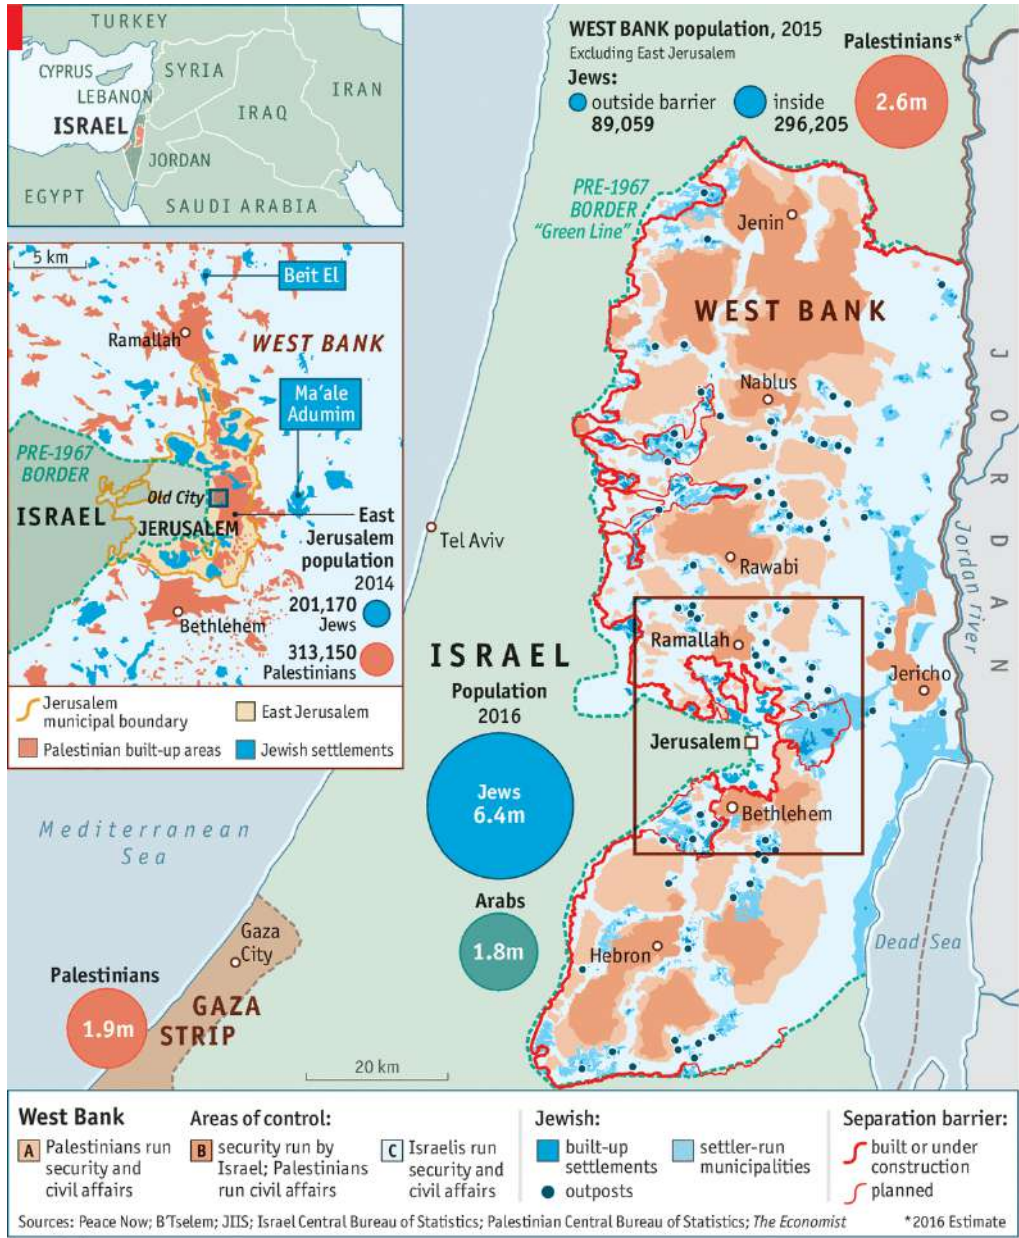 TURKEY
CYPRUS
SYRIA
LEBANON
IRAN
IRAQ
ISRAEL
JORDAN
EGYPT
SAUDI ARABIA
WEST BANK population, 2015
Excluding East Jerusalem
Jews:
outside barrier
89,059
inside
296,205
Palestinians*
2.6m
PRE-1967
BORDER
"Green Line"
Jenin
WEST BANK
Nablus
Rawabi
Ramallah
Jericho
Jerusalem
Bethlehem
Hebron
JORDAN
Jordan river
Dead Sea
5 km
Beit El
Ramallah
WEST BANK
Ma'ale
Adumim
PRE-1967
BORDER
Old City
ISRAEL
JERUSALEM
East
Jerusalem
population
2014
201,170
Jews
313,150
Palestinians
Bethlehem
Jerusalem
municipal boundary
East Jerusalem
Palestinian built-up areas
Jewish settlements
Tel Aviv
ISRAEL
Population
2016
Jews
6.4m
Arabs
1.8m
Mediterranean
Sea
Gaza
City
Palestinians
1.9m
GAZA
STRIP
20 km
West Bank
Areas of control:
A Palestinians run
security and
civil affairs
B security run by
Israel; Palestinians
run civil affairs
C Israelis run
security and
civil affairs
Jewish:
built-up
settlements
outposts
settler-run
municipalities
Separation barrier:
built or under
construction
planned
Sources: Peace Now; B'Tselem; JIIS; Israel Central Bureau of Statistics; Palestinian Central Bureau of Statistics; The Economist
*2016 Estimate